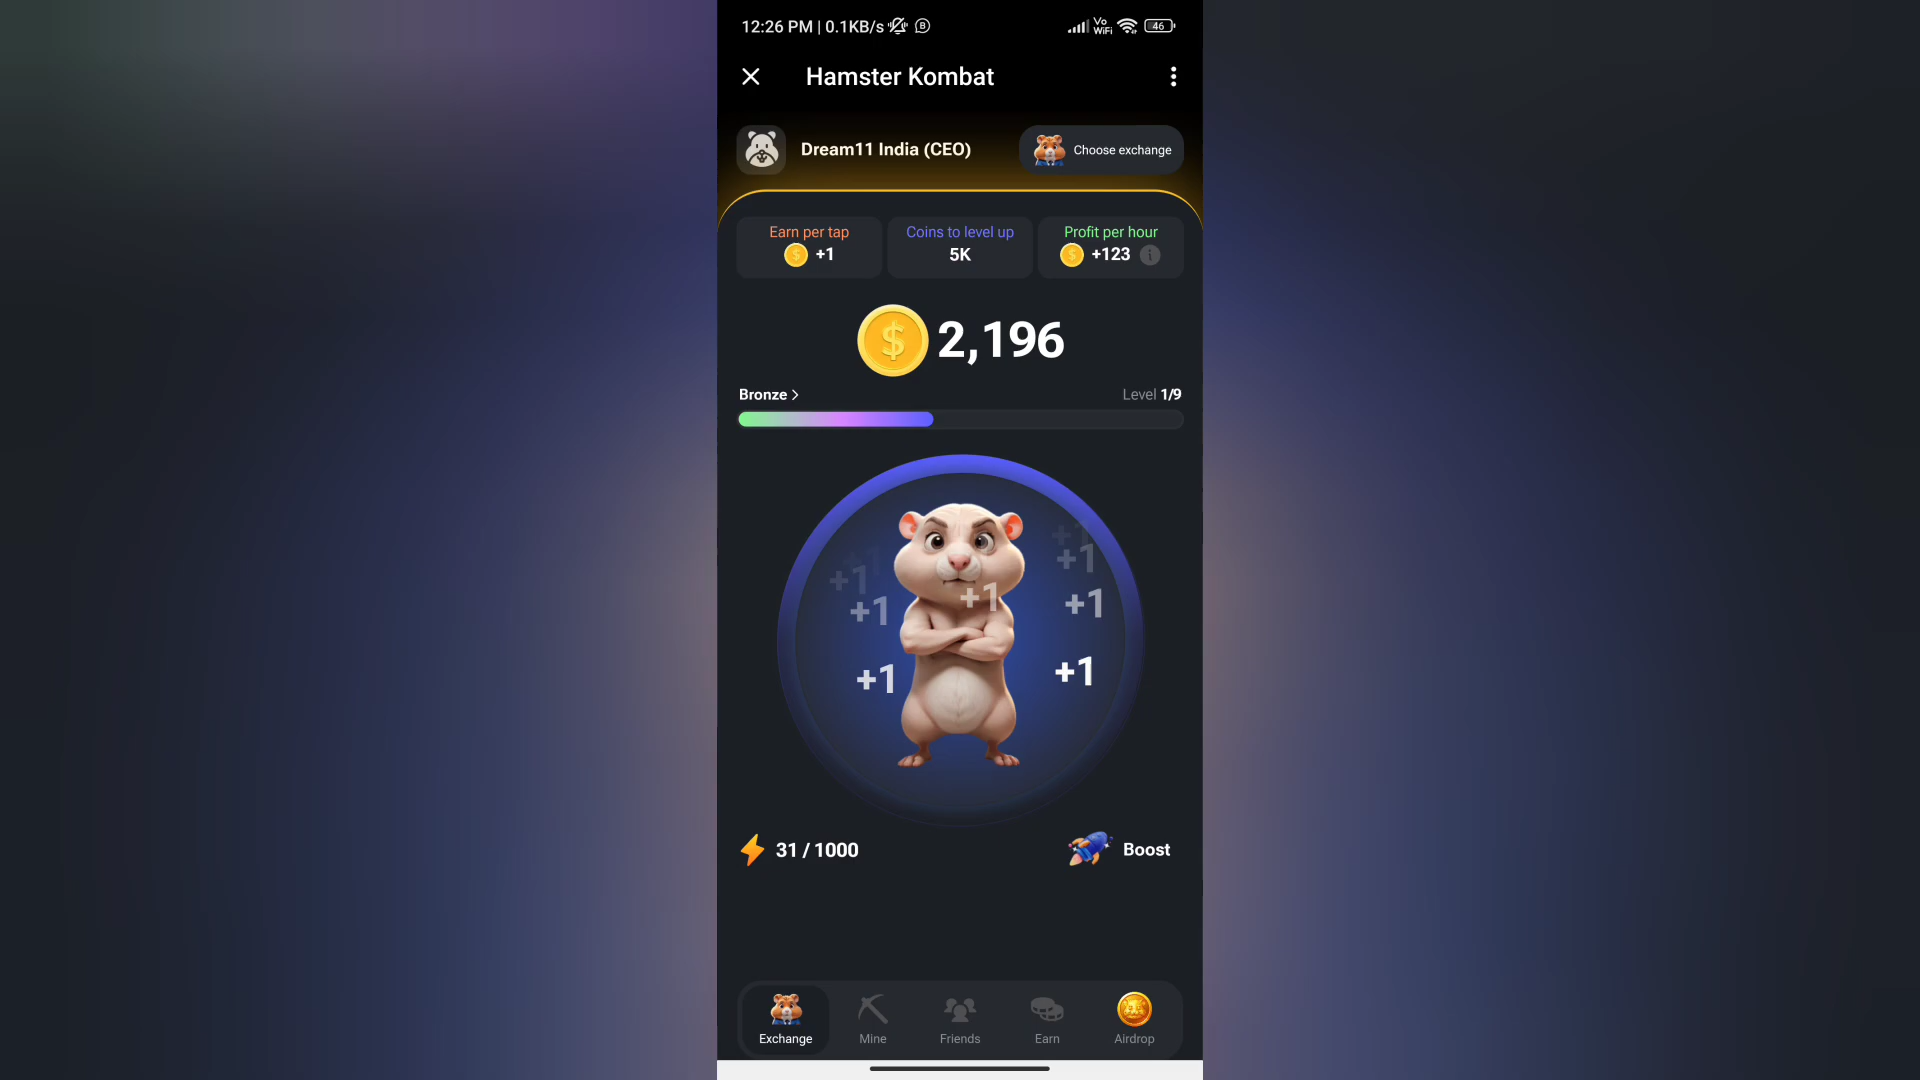 12:26 PM | 0.1KB/s
Vo WiFi 46
Hamster Kombat
Dream11 India (CEO)
Choose exchange
Earn per tap
+1
Coins to level up
5K
Profit per hour
+123
$ 2,196
Bronze >
Level 1/9
+1
+1
+1
+1
+1
+1
+1
+1
+1
31 / 1000
Boost
Exchange
Mine
Friends
Earn
Airdrop